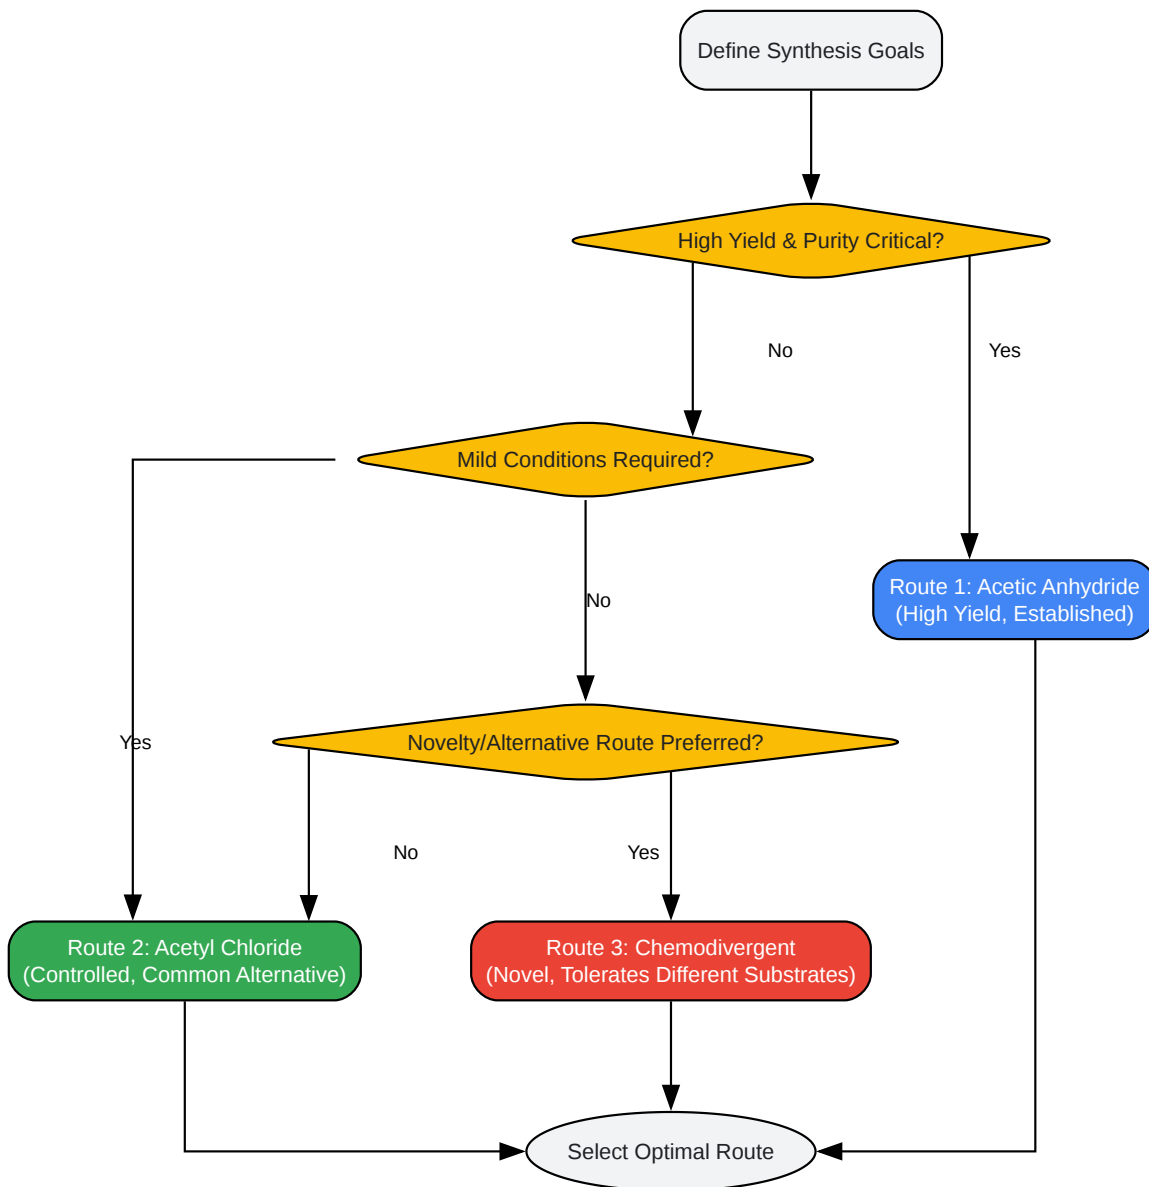 Define Synthesis Goals
High Yield & Purity Critical?
No
Yes
Mild Conditions Required?
Route 1: Acetic Anhydride
(High Yield, Established)
No
Yes
Novelty/Alternative Route Preferred?
No
Yes
Route 2: Acetyl Chloride
(Controlled, Common Alternative)
Route 3: Chemodivergent
(Novel, Tolerates Different Substrates)
Select Optimal Route